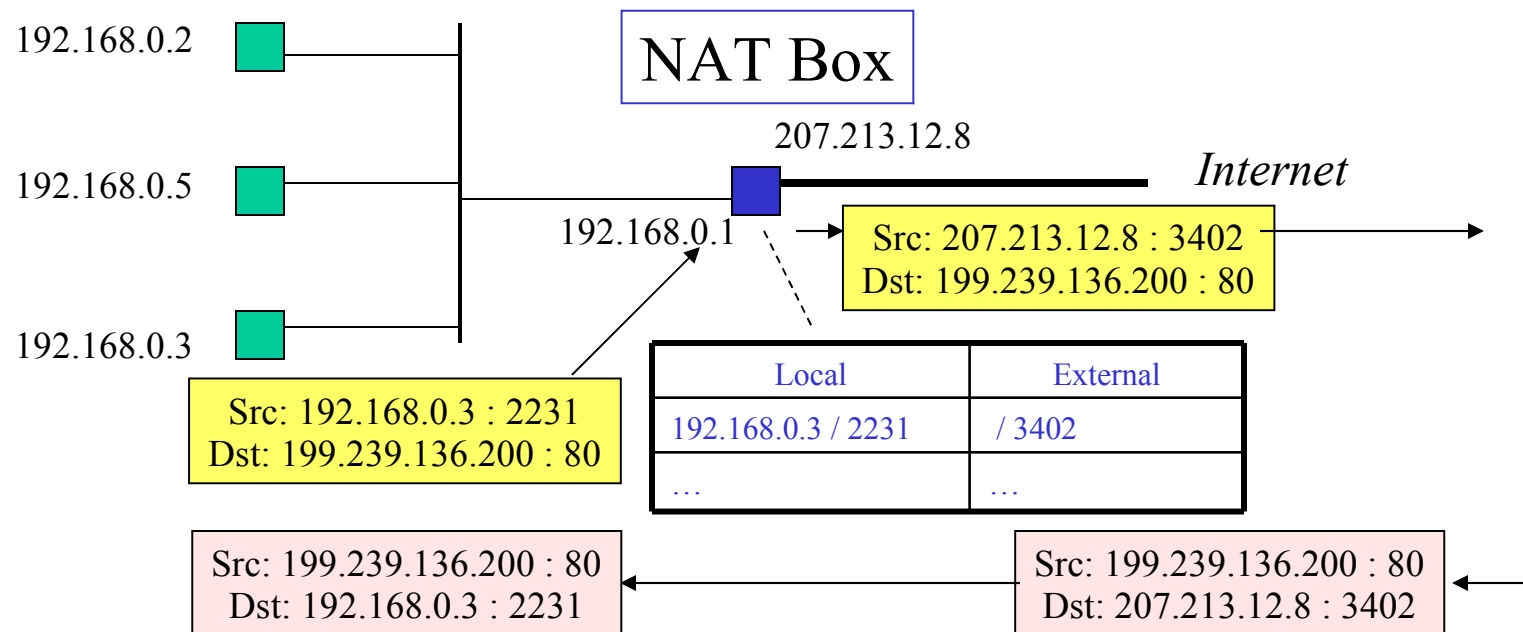 192.168.0.2
NAT Box
207.213.12.8
192.168.0.5
Internet
192.168.0.1
Src: 207.213.12.8 : 3402
Dst: 199.239.136.200 : 80
192.168.0.3
Src: 192.168.0.3 : 2231
Dst: 199.239.136.200 : 80
Local External
192.168.0.3 / 2231 / 3402
… …
Src: 199.239.136.200 : 80
Dst: 192.168.0.3 : 2231
Src: 199.239.136.200 : 80
Dst: 207.213.12.8 : 3402